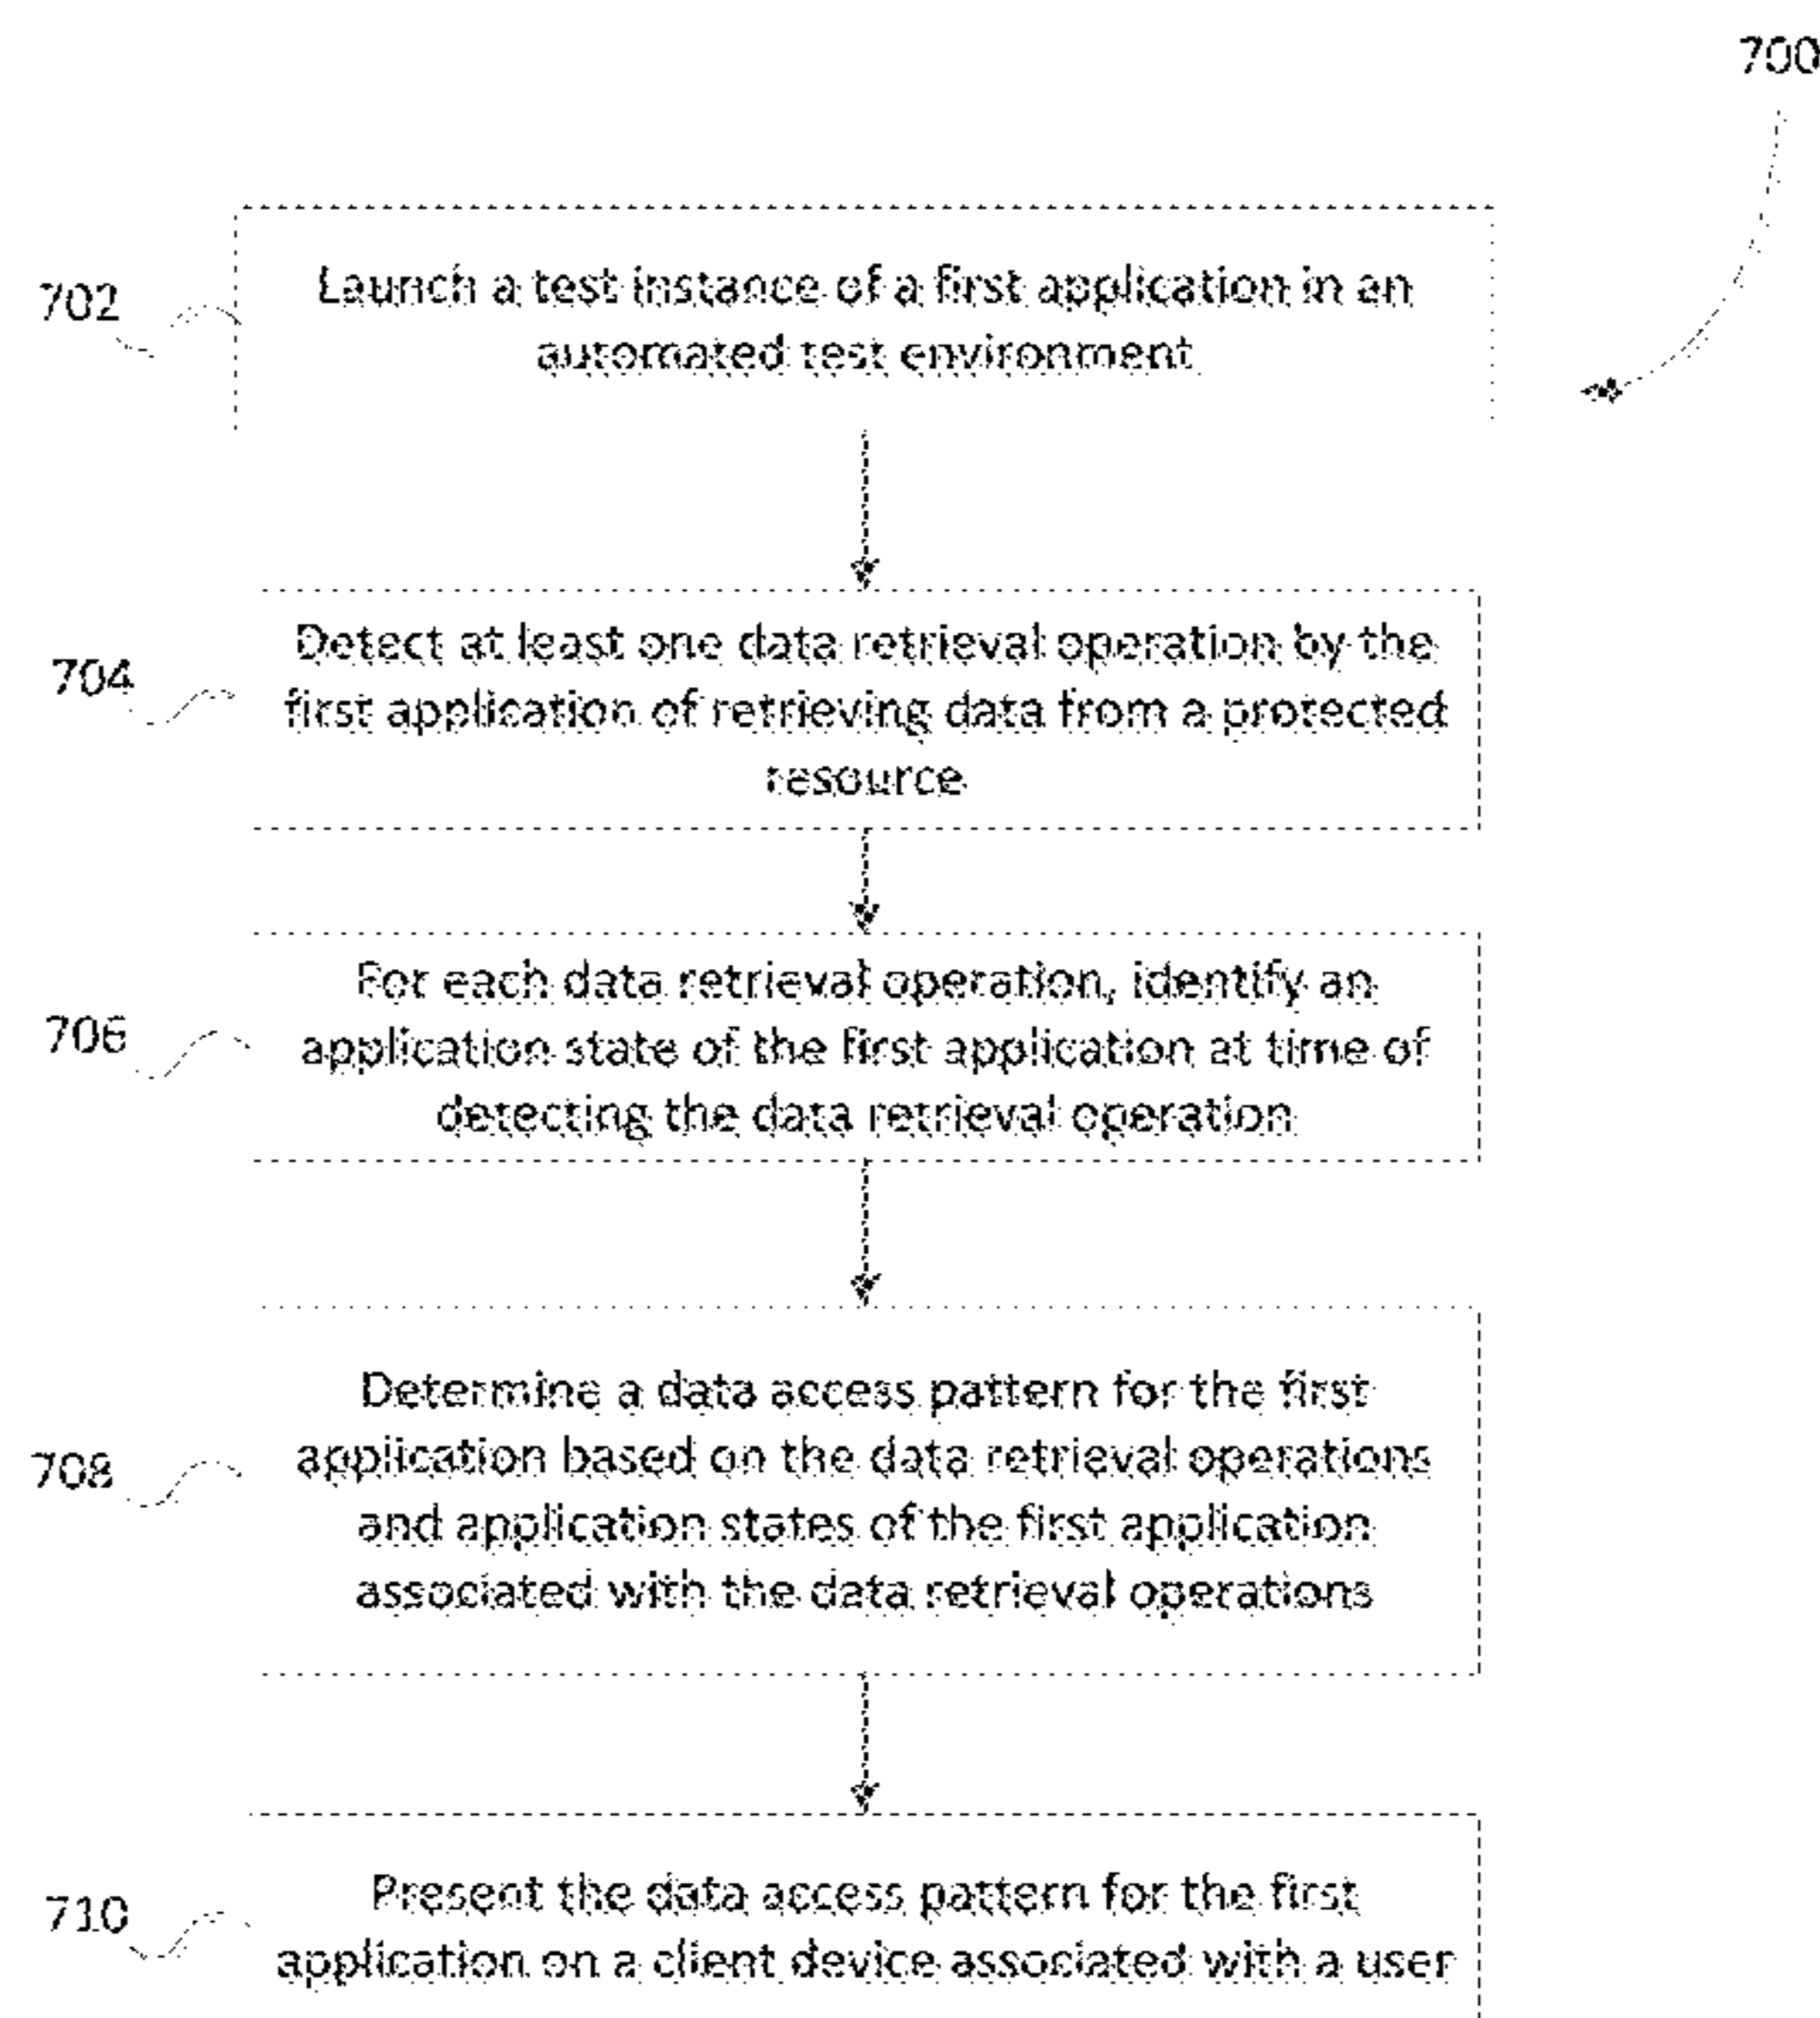 700
702
Launch a test instance of a first application in an
automated test environment
704
Detect at least one data retrieval operation by the
first application of retrieving data from a protected
resource
706
For each data retrieval operation, identify an
application state of the first application at time of
detecting the data retrieval operation
708
Determine a data access pattern for the first
application based on the data retrieval operations
and application states of the first application
associated with the data retrieval operations
710
Present the data access pattern for the first
application on a client device associated with a user